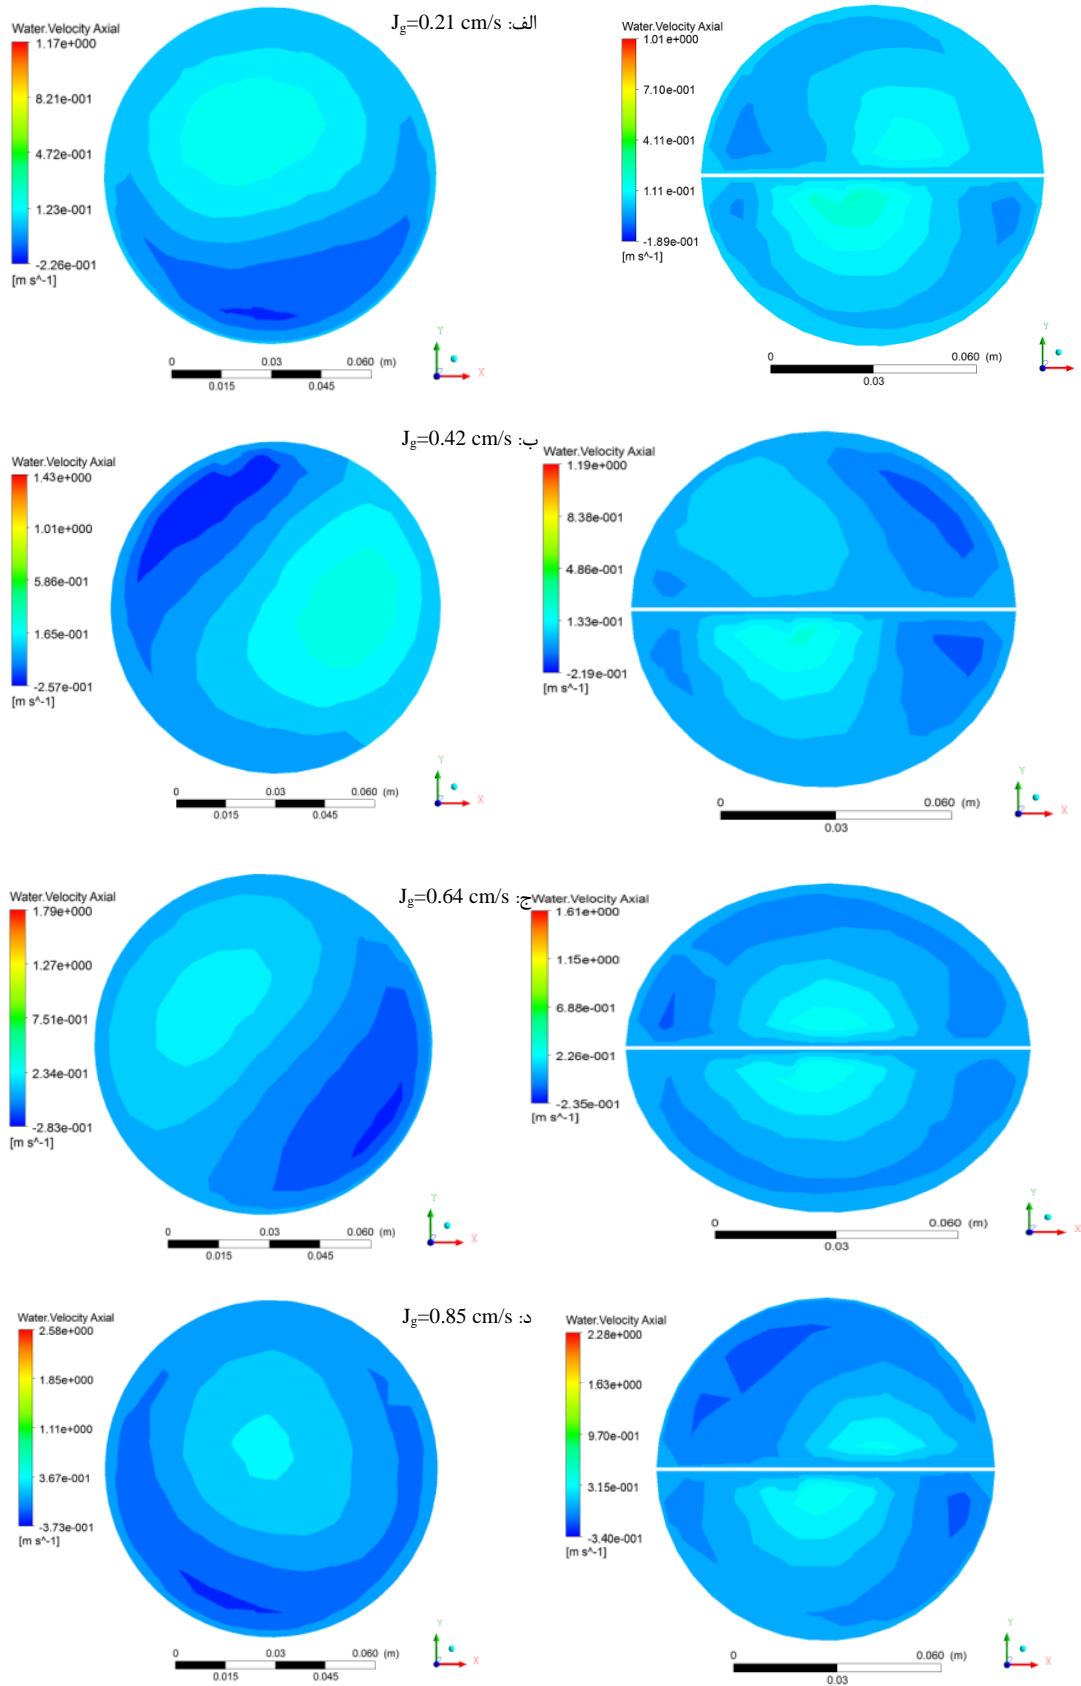 الف: J_g=0.21 cm/s
Water.Velocity Axial
1.17e+000
8.21e-001
4.72e-001
1.23e-001
-2.26e-001
[m s^-1]
0 0.03 0.060 (m)
0.015 0.045
Y
X
Z
Water.Velocity Axial
1.01e+000
7.10e-001
4.11e-001
1.11e-001
-1.89e-001
[m s^-1]
0 0.060 (m)
0.03
Y
ب: J_g=0.42 cm/s
Water.Velocity Axial
1.43e+000
1.01e+000
5.86e-001
1.65e-001
-2.57e-001
[m s^-1]
0 0.03 0.060 (m)
0.015 0.045
Y
X
Z
Water.Velocity Axial
1.19e+000
8.38e-001
4.86e-001
1.33e-001
-2.19e-001
[m s^-1]
0 0.060 (m)
0.03
Y
X
Z
ج: J_g=0.64 cm/s
Water.Velocity Axial
1.79e+000
1.27e+000
7.51e-001
2.34e-001
-2.83e-001
[m s^-1]
0 0.03 0.060 (m)
0.015 0.045
Y
X
Z
Water.Velocity Axial
1.61e+000
1.15e+000
6.88e-001
2.26e-001
-2.35e-001
[m s^-1]
0 0.060 (m)
0.03
Y
X
Z
د: J_g=0.85 cm/s
Water.Velocity Axial
2.58e+000
1.85e+000
1.11e+000
3.67e-001
-3.73e-001
[m s^-1]
0 0.03 0.060 (m)
0.015 0.045
Y
X
Z
Water.Velocity Axial
2.28e+000
1.63e+000
9.70e-001
3.15e-001
-3.40e-001
[m s^-1]
0 0.060 (m)
0.03
Y
X
Z